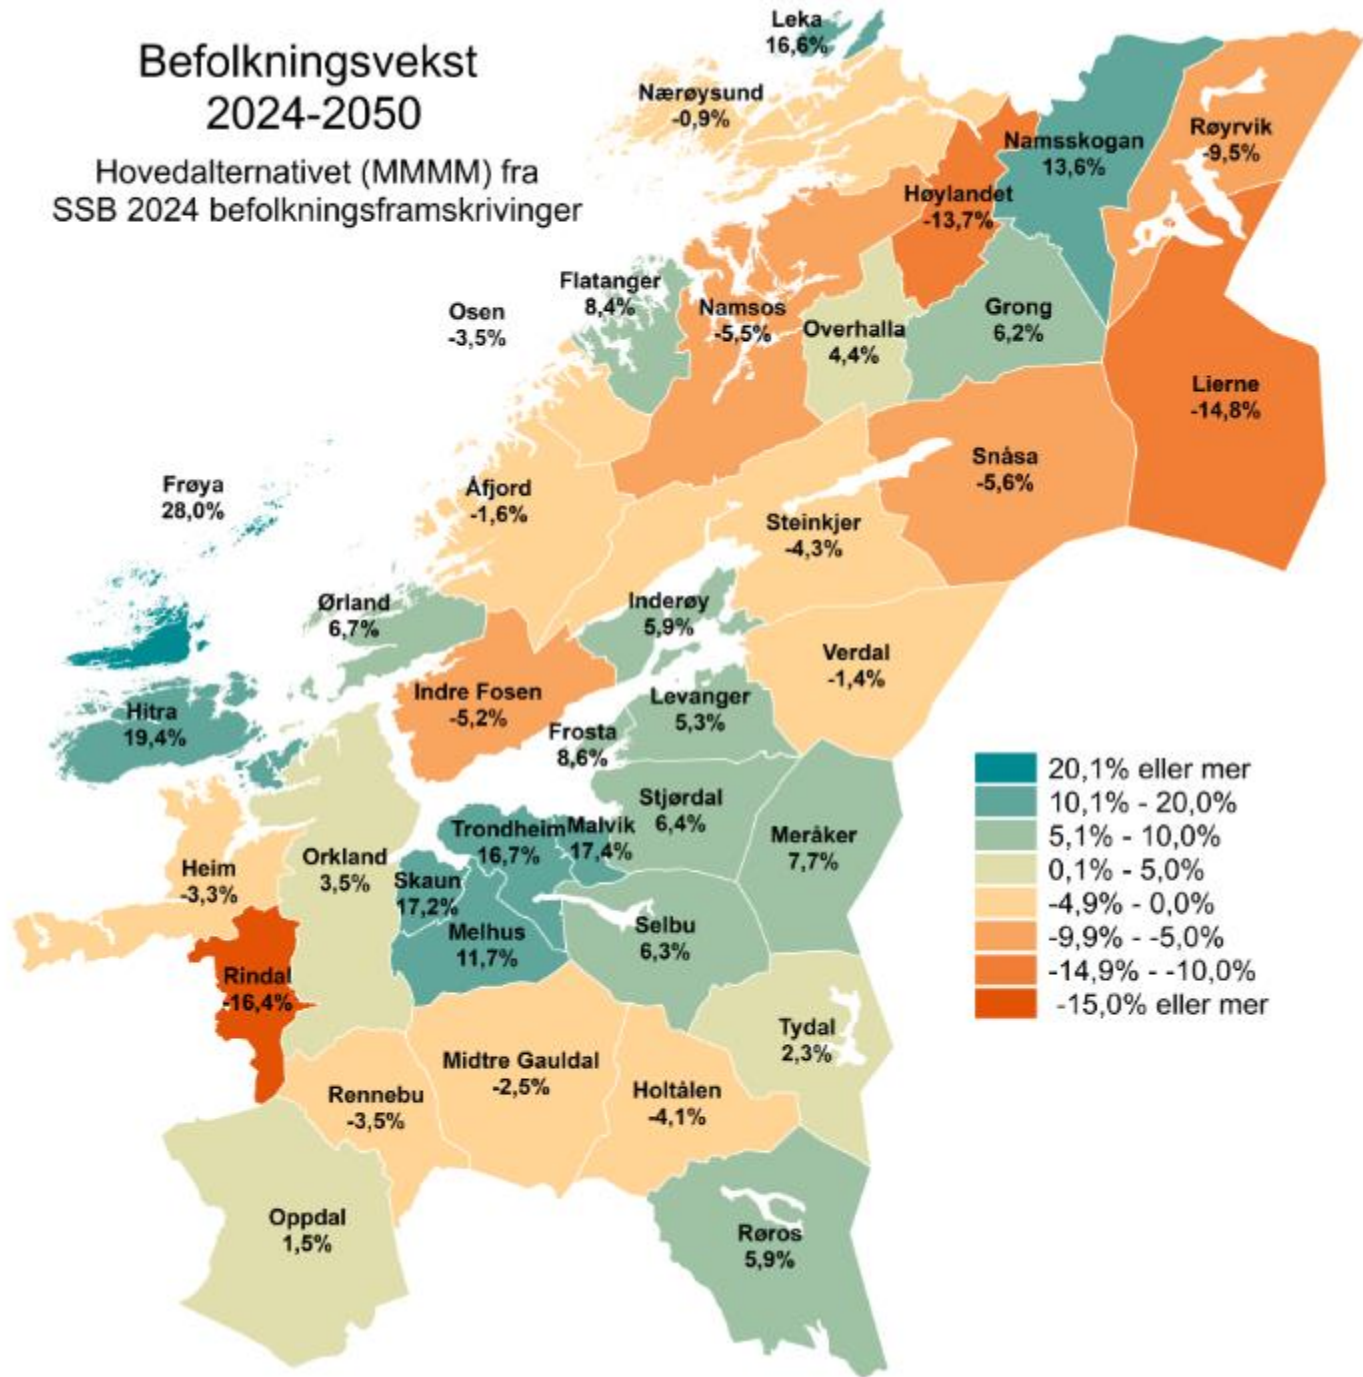 Befolkningsvekst
2024-2050
Hovedalternativet (MMMM) fra
SSB 2024 befolkningsframskrivinger
Leka
16,6%
Nærøysund
-0,9%
Namsskogan
13,6%
Røyrvik
-9,5%
Høylandet
-13,7%
Flatanger
8,4%
Osen
-3,5%
Namsos
-5,5%
Overhalla
4,4%
Grong
6,2%
Lierne
-14,8%
Snåsa
-5,6%
Frøya
28,0%
Åfjord
-1,6%
Steinkjer
-4,3%
Ørland
6,7%
Inderøy
5,9%
Verdal
-1,4%
Indre Fosen
-5,2%
Levanger
5,3%
Hitra
19,4%
Frosta
8,6%
Stjørdal
6,4%
Meråker
7,7%
Trondheim
16,7%
Malvik
17,4%
Orkland
3,5%
Heim
-3,3%
Skaun
17,2%
Melhus
11,7%
Selbu
6,3%
Rindal
-16,4%
Tydal
2,3%
Midtre Gauldal
-2,5%
Holtålen
-4,1%
Rennebu
-3,5%
Oppdal
1,5%
Røros
5,9%
20,1% eller mer
10,1% - 20,0%
5,1% - 10,0%
0,1% - 5,0%
-4,9% - 0,0%
-9,9% - -5,0%
-14,9% - -10,0%
-15,0% eller mer